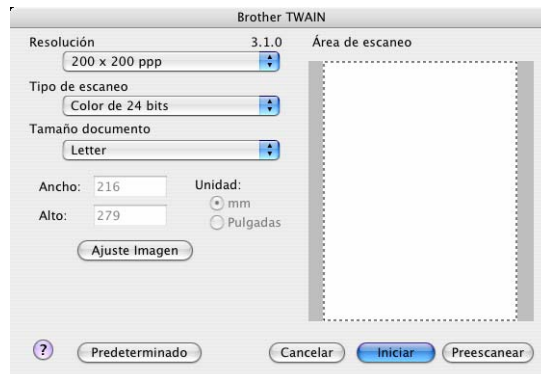 Brother TWAIN
Resolución 3.1.0
200 x 200 ppp
Tipo de escaneo
Color de 24 bits
Tamaño documento
Letter
Ancho: 216
Alto: 279
Unidad:
mm
Pulgadas
Ajuste Imagen
Área de escaneo
? Predeterminado Cancelar Iniciar Preescanear